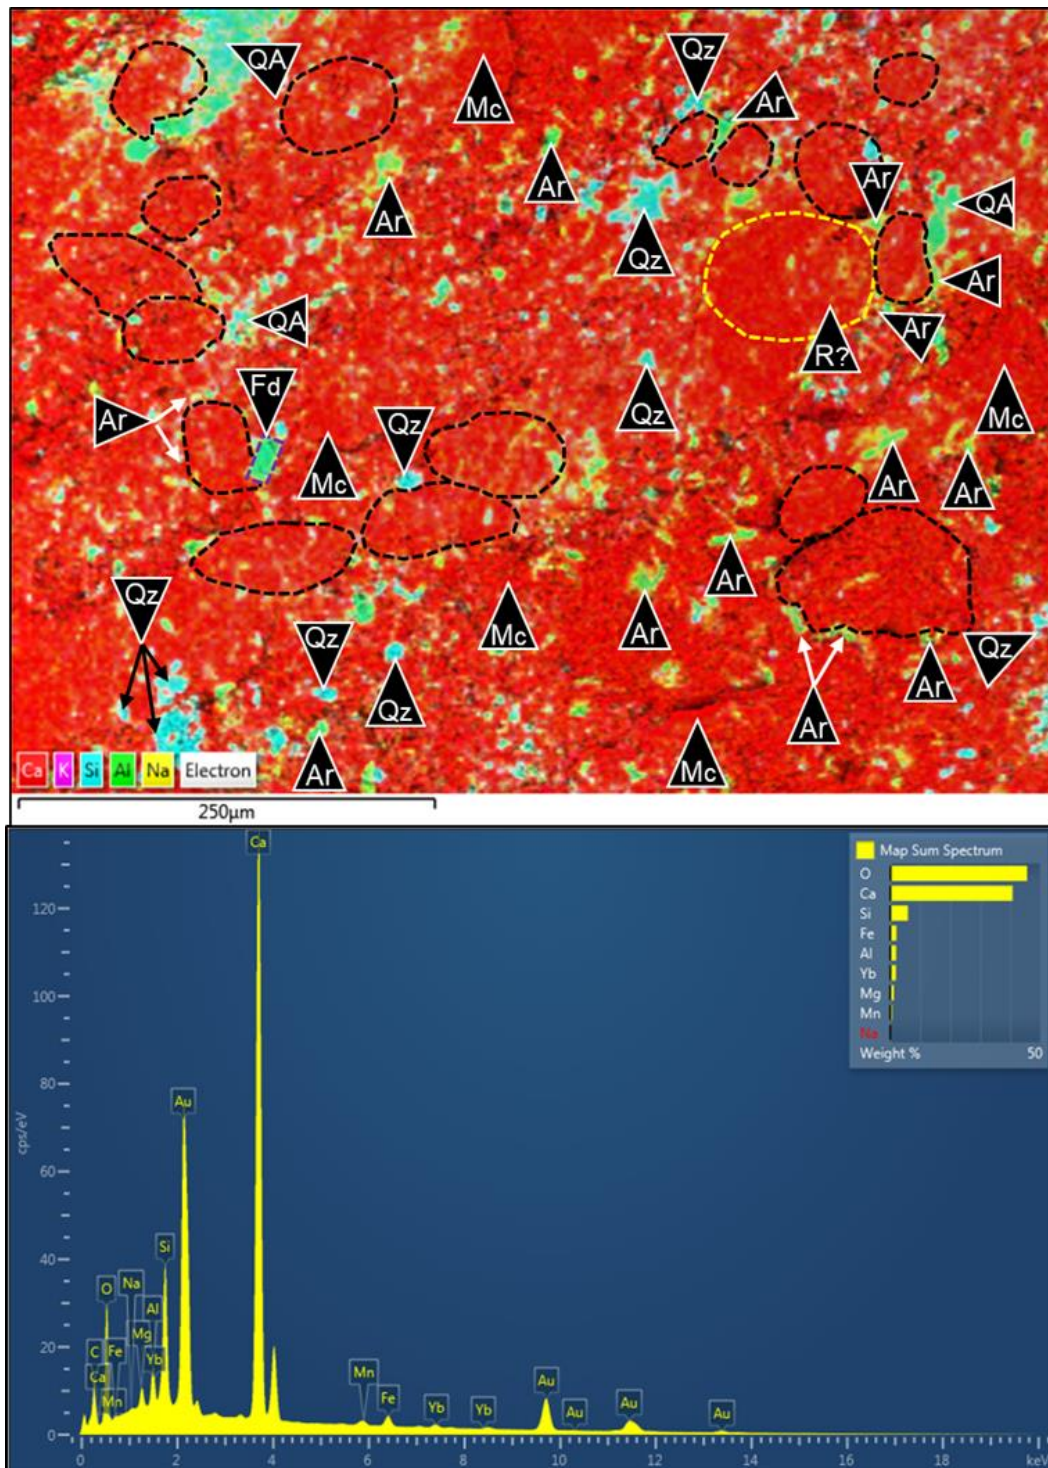 QA
Mc
Qz
Ar
Ar
Ar
Ar
QA
Qz
Ar
QA
Ar
R?
Fd
Ar
Qz
Qz
Mc
Mc
Ar
Ar
Ar
Qz
Mc
Ar
Qz
Qz
Qz
Ar
Ar
Ar
Mc
Ca K Si Al Na Electron
250µm
Map Sum Spectrum
O
Ca
Si
Fe
Al
Yb
Mg
Mn
Na
Weight % 50
cps/eV
120
100
80
60
40
20
0
Ca
Au
Si
O
Na
Al
Mg
C
Fe
Yb
Ca
Mn
Mn
Fe
Yb
Yb
Au
Au
Au
Au
0 2 4 6 8 10 12 14 16 18 keV